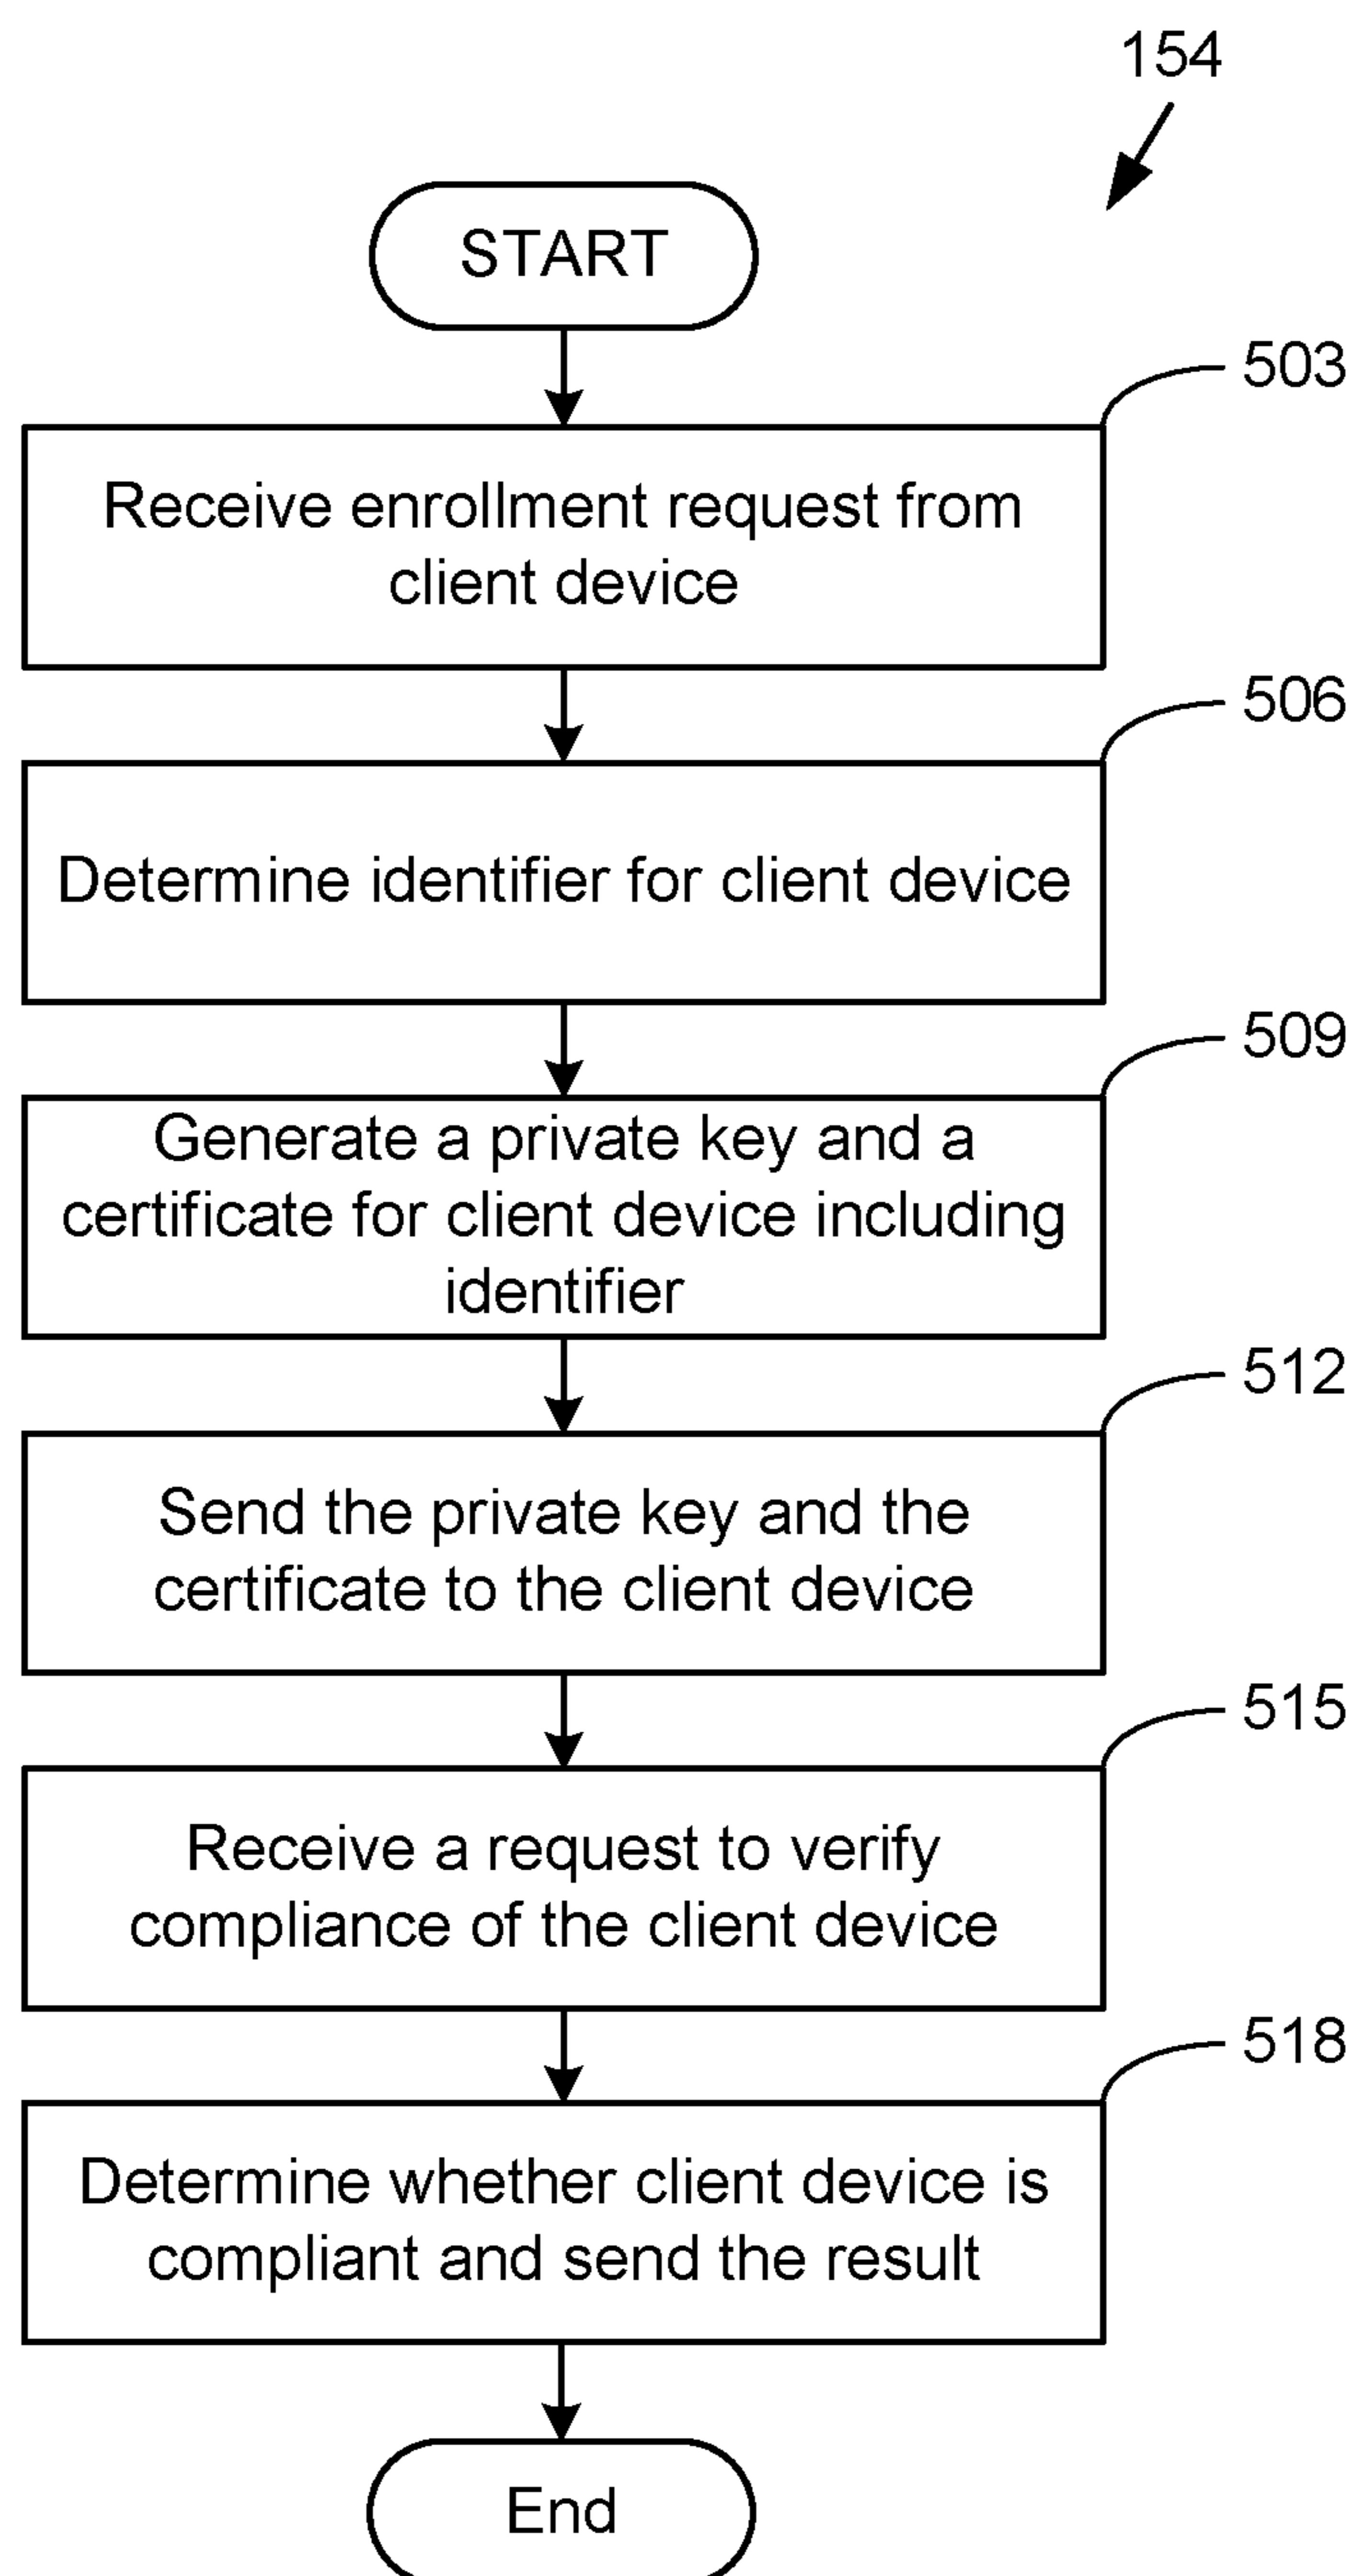 154
START
503
Receive enrollment request from
client device
506
Determine identifier for client device
509
Generate a private key and a
certificate for client device including
identifier
512
Send the private key and the
certificate to the client device
515
Receive a request to verify
compliance of the client device
518
Determine whether client device is
compliant and send the result
End